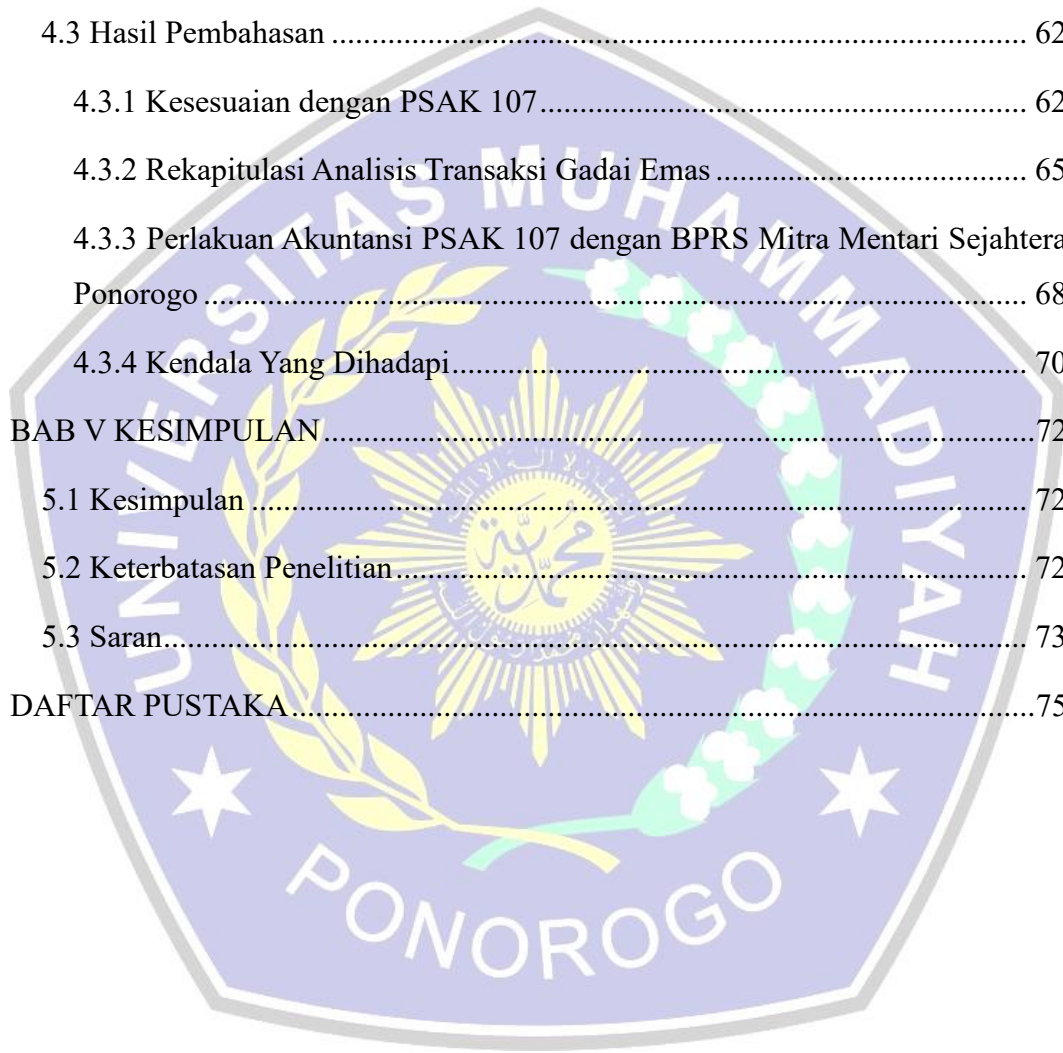 4.3 Hasil Pembahasan ........ 62
4.3.1 Kesesuaian dengan PSAK 107 ........ 62
4.3.2 Rekapitulasi Analisis Transaksi Gadai Emas ........ 65
4.3.3 Perlakuan Akuntansi PSAK 107 dengan BPRS Mitra Mentari Sejahtera
Ponorogo ........ 68
4.3.4 Kendala Yang Dihadapi ........ 70
BAB V KESIMPULAN ........ 72
5.1 Kesimpulan ........ 72
5.2 Keterbatasan Penelitian ........ 72
5.3 Saran ........ 73
DAFTAR PUSTAKA ........ 75
UNIVERSITAS MUHAMMADIYAH
PONOROGO